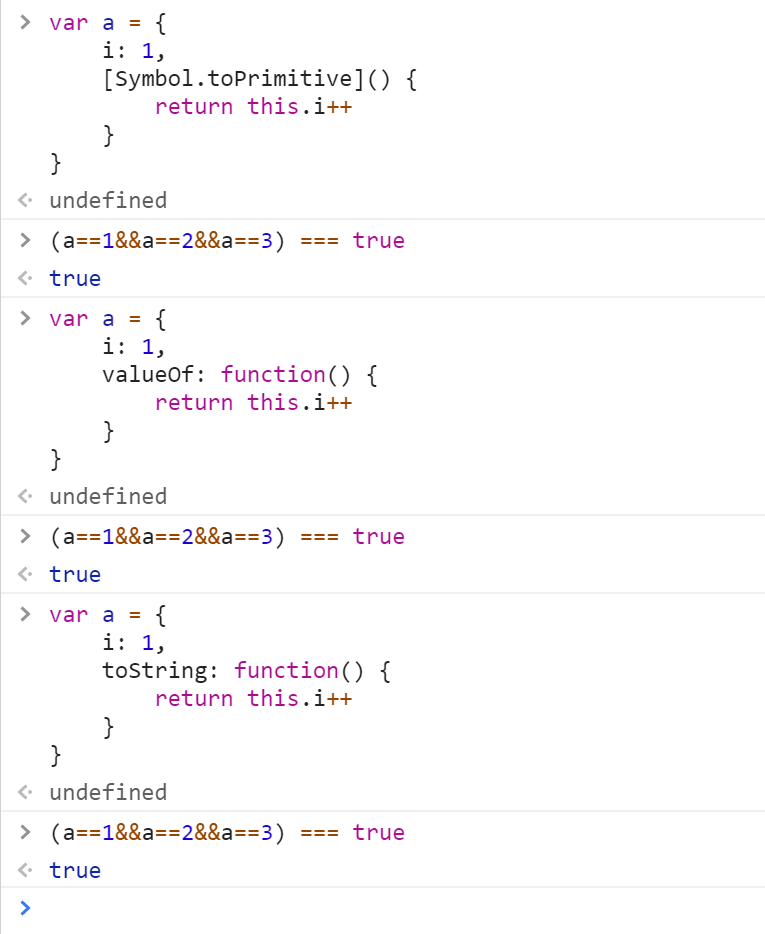 > var a = {
i: 1,
[Symbol.toPrimitive]() {
return this.i++
}
}
undefined
> (a==1&&a==2&&a==3) === true
true
> var a = {
i: 1,
valueOf: function() {
return this.i++
}
}
undefined
> (a==1&&a==2&&a==3) === true
true
> var a = {
i: 1,
toString: function() {
return this.i++
}
}
undefined
> (a==1&&a==2&&a==3) === true
true
>